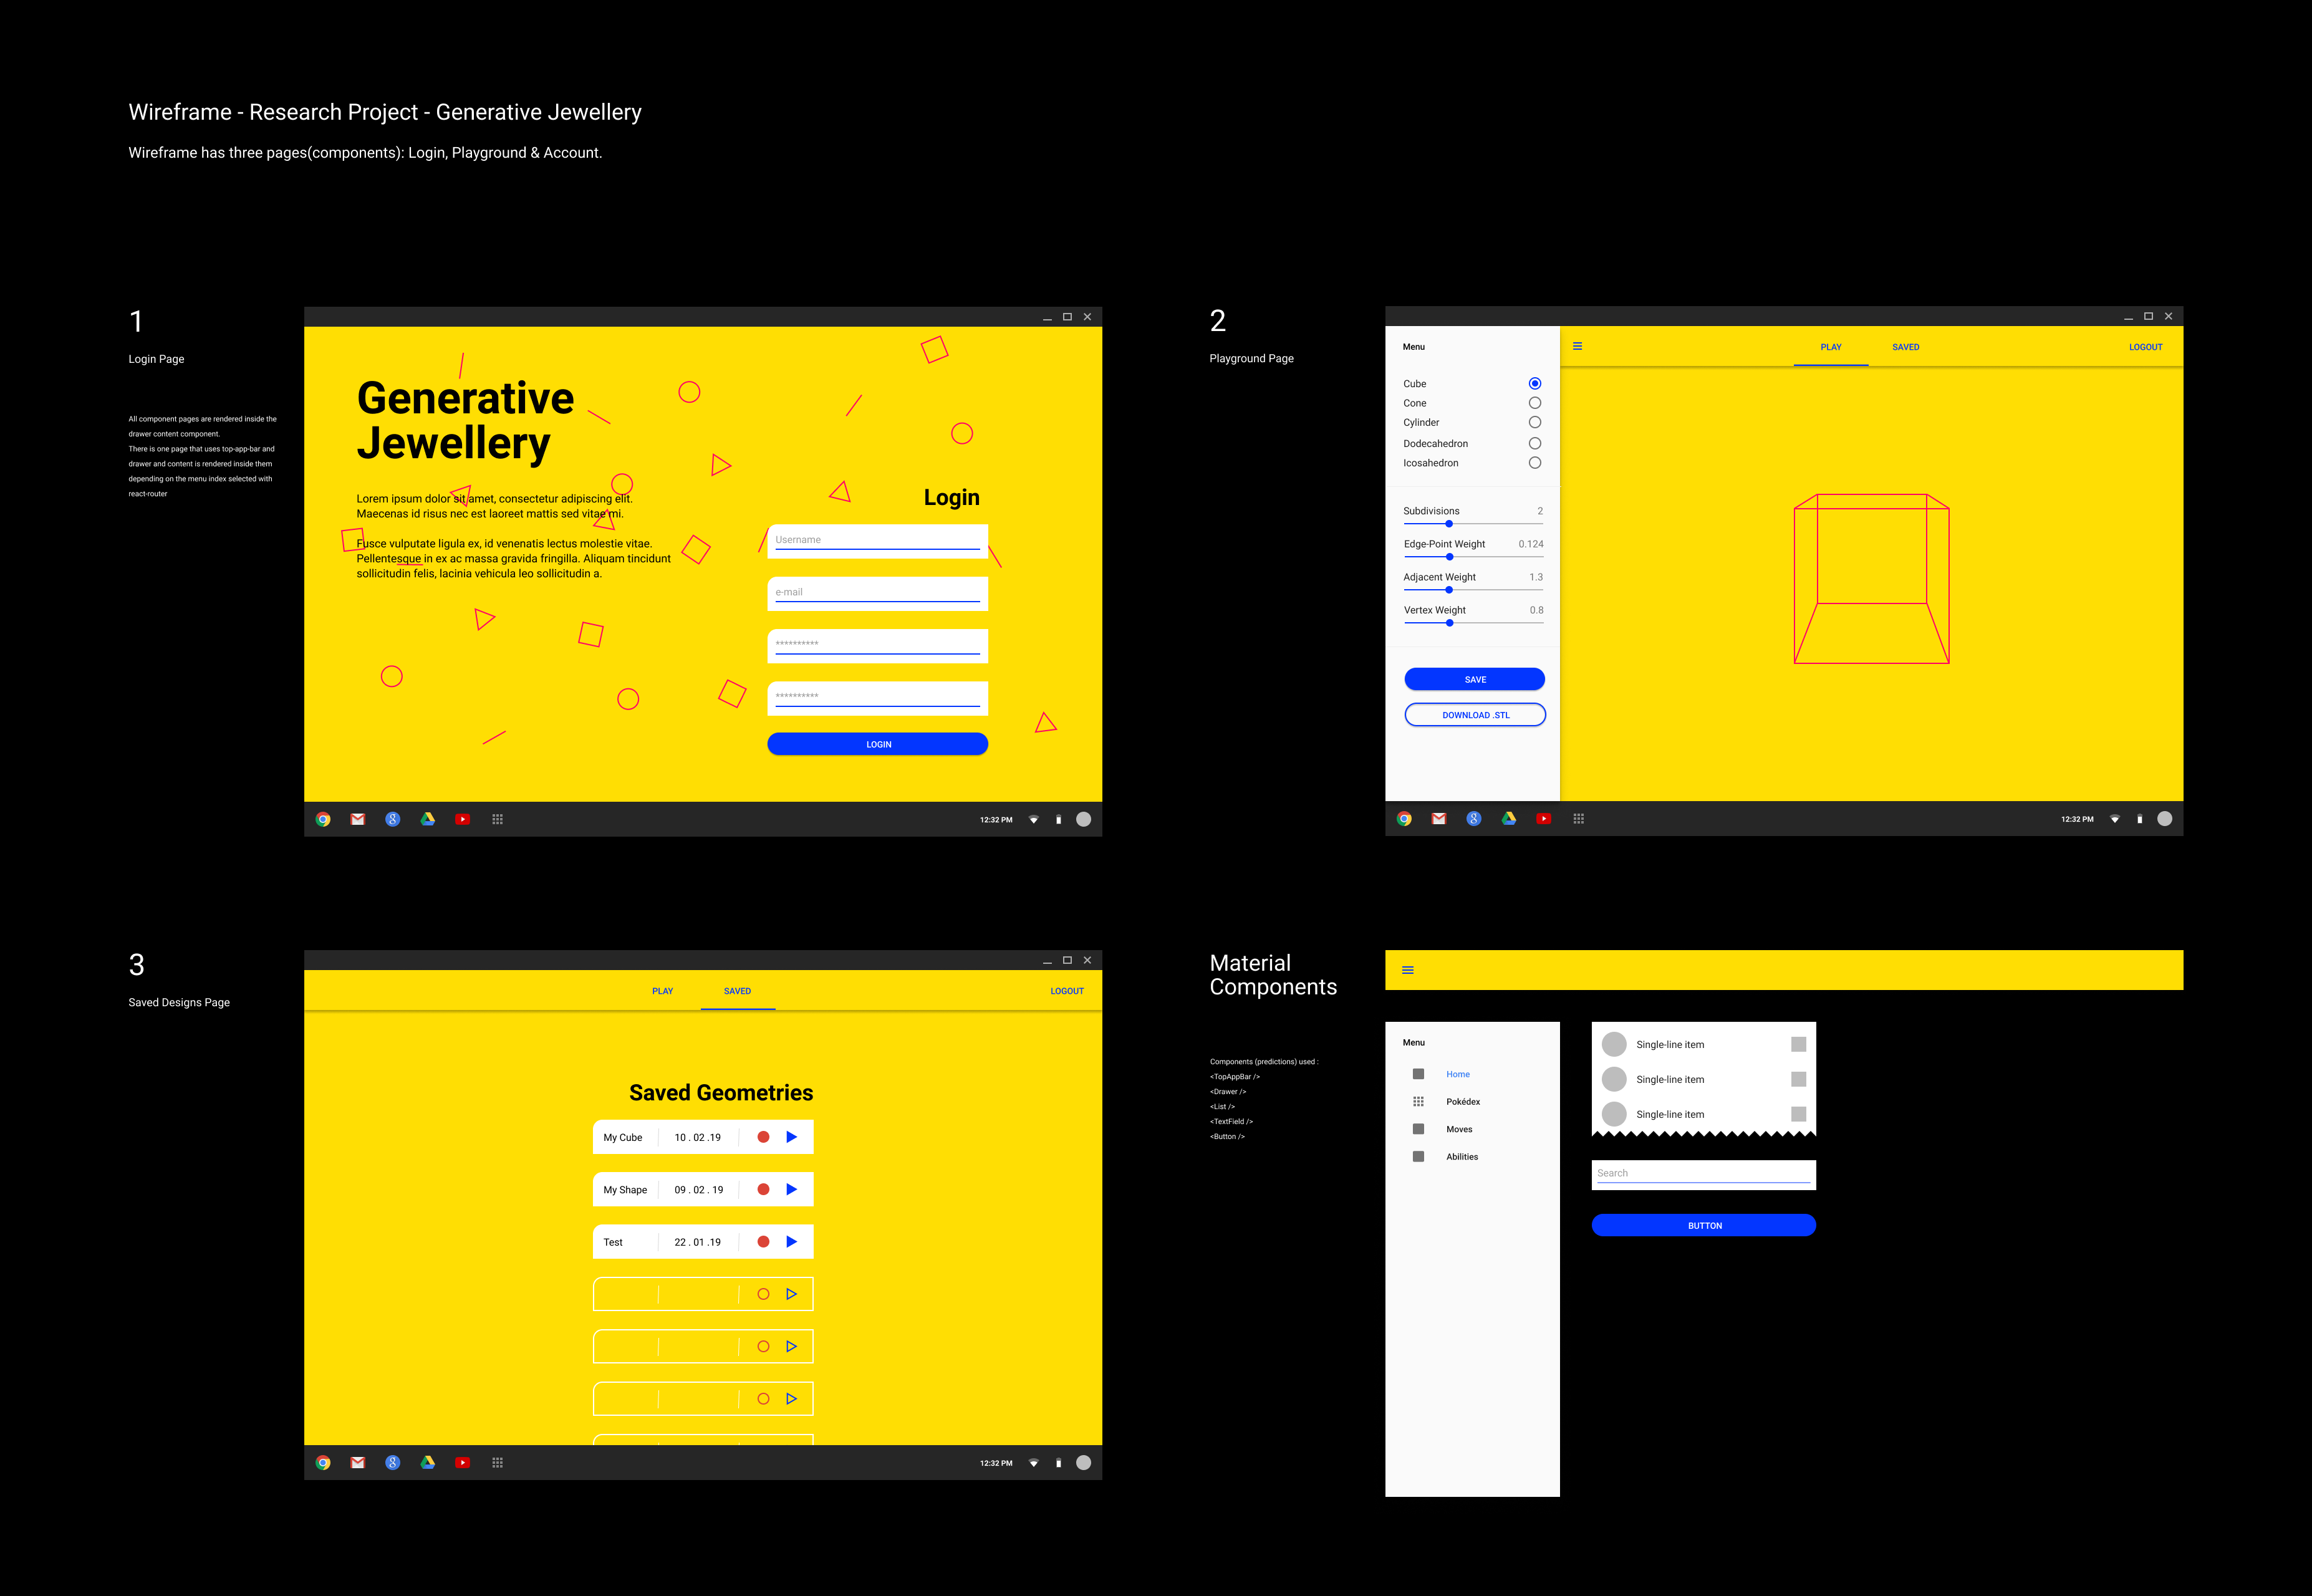 Wireframe - Research Project - Generative Jewellery
Wireframe has three pages(components): Login, Playground & Account.
1
Login Page
All component pages are rendered inside the
drawer content component.
There is one page that uses top-app-bar and
drawer and content is rendered inside them
depending on the menu index selected with
react-router
Generative
Jewellery
Lorem ipsum dolor sit amet, consectetur adipiscing elit.
Maecenas id risus nec est laoreet mattis sed vitae mi.
Fusce vulputate ligula ex, id venenatis lectus molestie vitae.
Pellentesque in ex ac massa gravida fringilla. Aliquam tincidunt
sollicitudin felis, lacinia vehicula leo sollicitudin a.
Login
Username
e-mail
**********
**********
LOGIN
12:32 PM
2
Playground Page
Menu
PLAY
SAVED
LOGOUT
Cube
Cone
Cylinder
Dodecahedron
Icosahedron
Subdivisions 2
Edge-Point Weight 0.124
Adjacent Weight 1.3
Vertex Weight 0.8
SAVE
DOWNLOAD .STL
12:32 PM
3
Saved Designs Page
PLAY
SAVED
LOGOUT
Saved Geometries
My Cube 10 . 02 .19
My Shape 09 . 02 . 19
Test 22 . 01 .19
12:32 PM
Material
Components
Components (predictions) used :
<TopAppBar />
<Drawer />
<List />
<TextField />
<Button />
Menu
Home
Pokédex
Moves
Abilities
Single-line item
Single-line item
Single-line item
Search
BUTTON